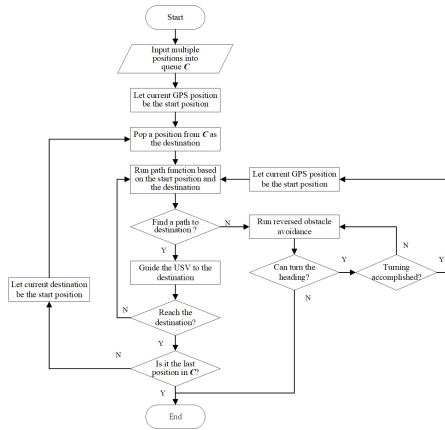 Start
Input multiple
positions into
queue C
Let current GPS position
be the start position
Pop a position from C as
the destination
Run path function based
on the start position and
the destination
Let current GPS position
be the start position
Find a path to
destination ?
N
Run reversed obstacle
avoidance
Y
N
Guide the USV to the
destination
Can turn the
heading?
Y
Turning
accomplished?
Y
Let current destination
be the start position
N
Reach the
destination?
N
Y
N
Is it the last
position in C?
Y
End